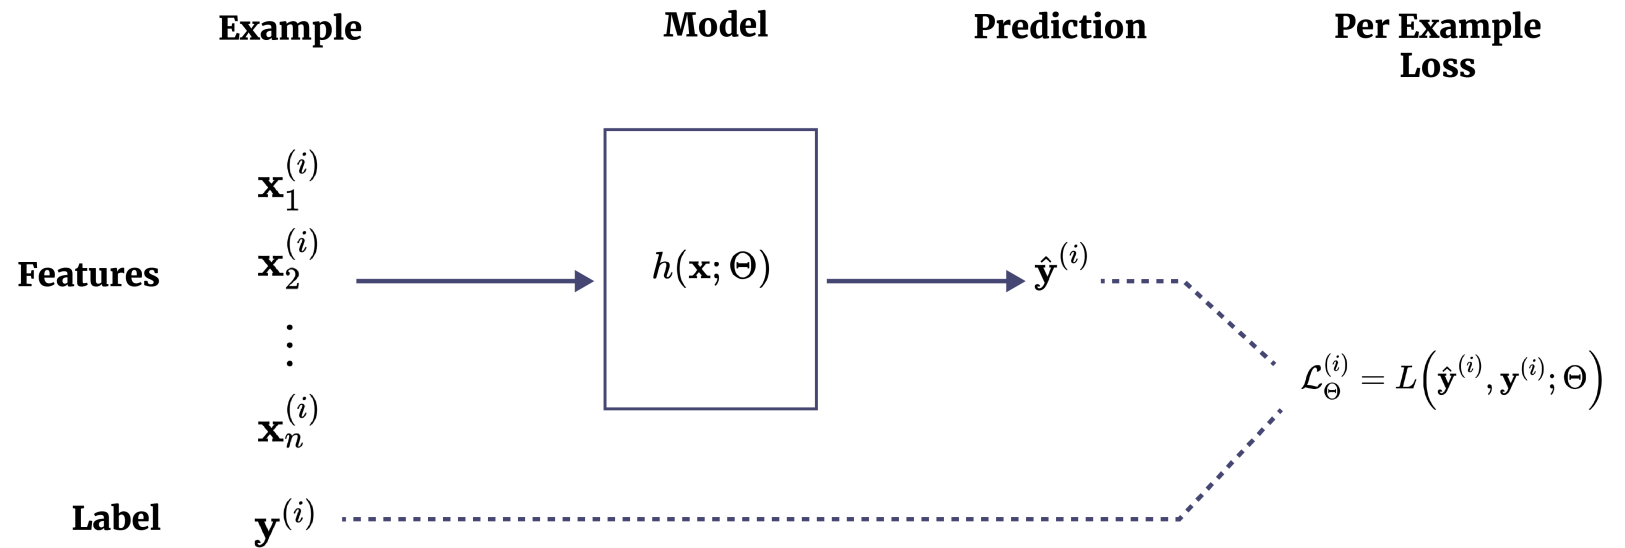 Example
Model
Prediction
Per Example
Loss
Features
x₁⁽ⁱ⁾
x₂⁽ⁱ⁾
⋮
xₙ⁽ⁱ⁾
h(x; Θ)
ŷ⁽ⁱ⁾
ℒ_Θ⁽ⁱ⁾ = L(ŷ⁽ⁱ⁾, y⁽ⁱ⁾; Θ)
Label
y⁽ⁱ⁾